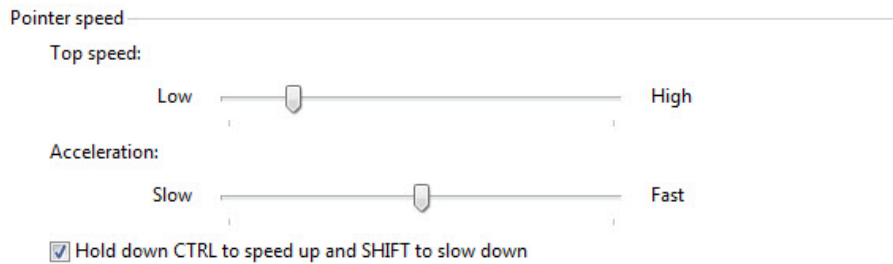 Pointer speed
Top speed:
Low High
Acceleration:
Slow Fast
Hold down CTRL to speed up and SHIFT to slow down